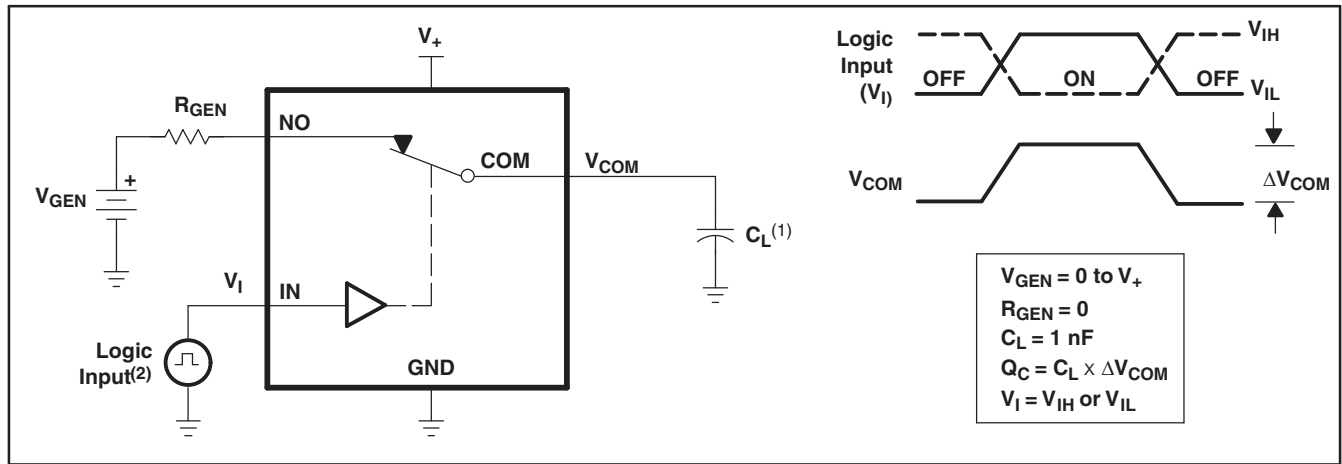 V+
RGEN
NO
COM
VCOM
VGEN
+
CL(1)
VI
IN
Logic
Input(2)
GND
Logic
Input
(VI)
OFF
ON
OFF
VIH
VIL
VCOM
ΔVCOM
VGEN = 0 to V+
RGEN = 0
CL = 1 nF
QC = CL x ΔVCOM
VI = VIH or VIL